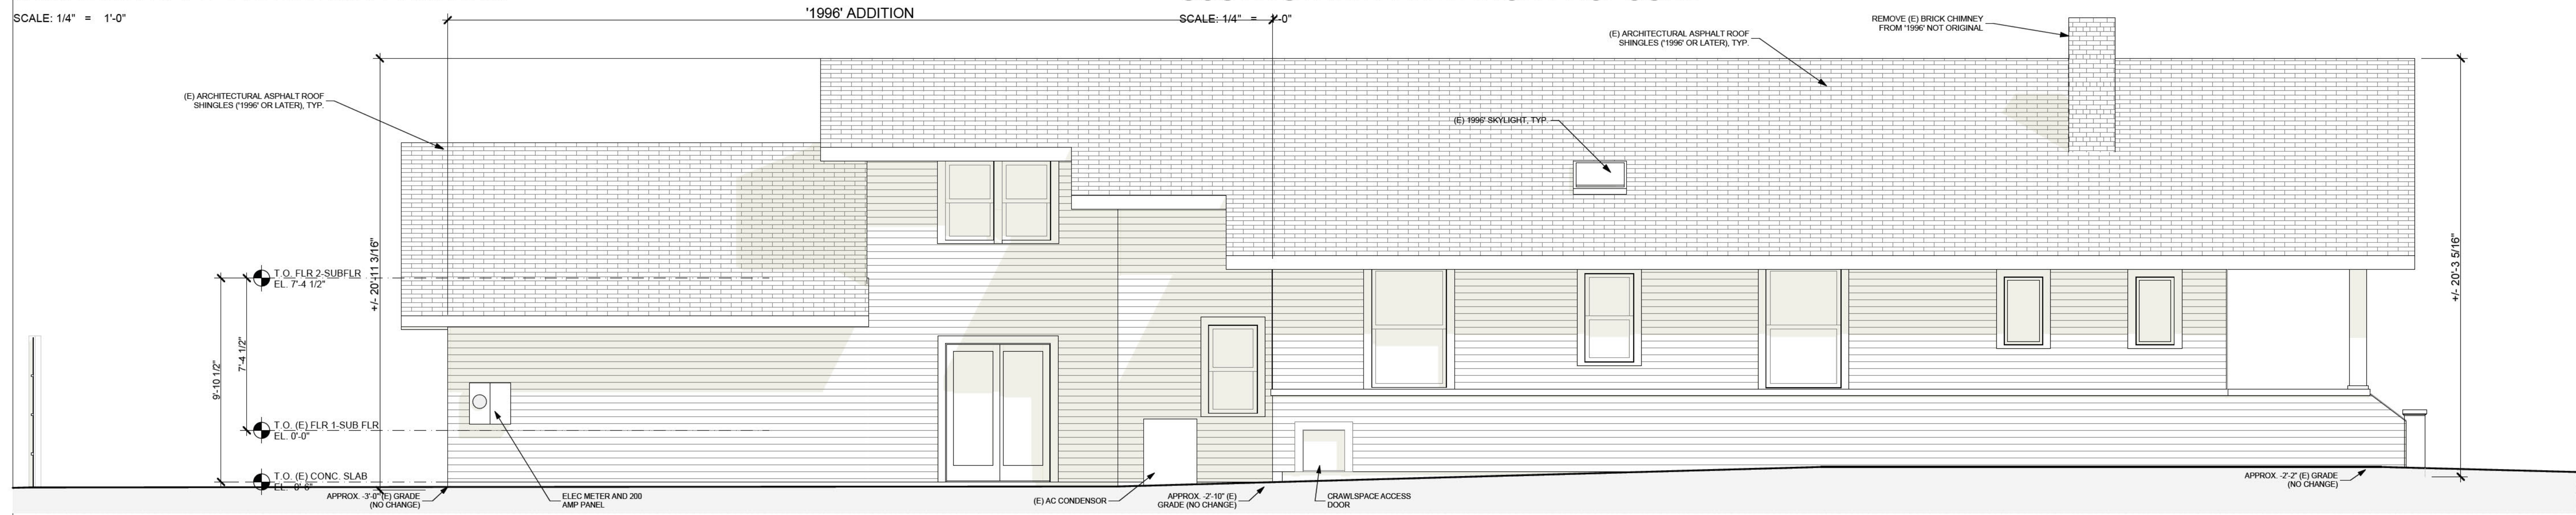 SCALE: 1/4" = 1'-0"
'1996' ADDITION
SCALE: 1/4" = 1'-0"
REMOVE (E) BRICK CHIMNEY
FROM '1996' NOT ORIGINAL
(E) ARCHITECTURAL ASPHALT ROOF
SHINGLES ('1996' OR LATER), TYP.
(E) ARCHITECTURAL ASPHALT ROOF
SHINGLES ('1996' OR LATER), TYP.
(E) 1996' SKYLIGHT, TYP.
+/- 20'-11 3/16"
+/- 20'-3 5/16"
T.O. FLR 2-SUBFLR
EL. 7'-4 1/2"
9'-10 1/2"
7'-4 1/2"
T.O. (E) FLR 1-SUB FLR
EL. 0'-0"
T.O. (E) CONC. SLAB
EL.
APPROX. -3'-0" (E) GRADE
(NO CHANGE)
ELEC METER AND 200
AMP PANEL
(E) AC CONDENSOR
APPROX. -2'-10" (E)
GRADE (NO CHANGE)
CRAWLSPACE ACCESS
DOOR
APPROX. -2'-2" (E) GRADE
(NO CHANGE)